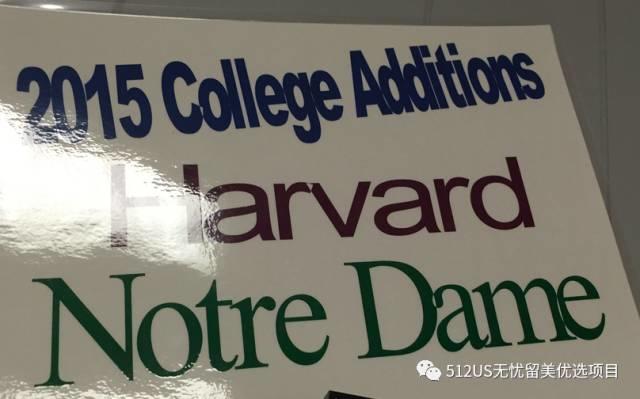 2015 College Additions
Harvard
Notre Dame
512US无忧留美优选项目